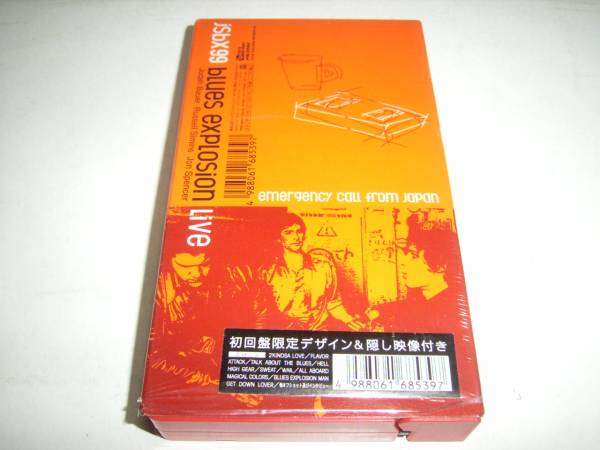 jSbX99 blues explosion Live
Judah Bauer Russell Simins Jon Spencer
4 988061 685397
emergency call from Japan
初回盤限定デザイン&隠し映像付き
2KINDSA LOVE/FLAVOR
ATTACK/TALK ABOUT THE BLUES/HELL
HIGH GEAR/SWEAT/WAIL/ALL ABOARD
MAGICAL COLORS/BLUES EXPLOSION MAN
GET DOWN LOVER/
4 988061 685397